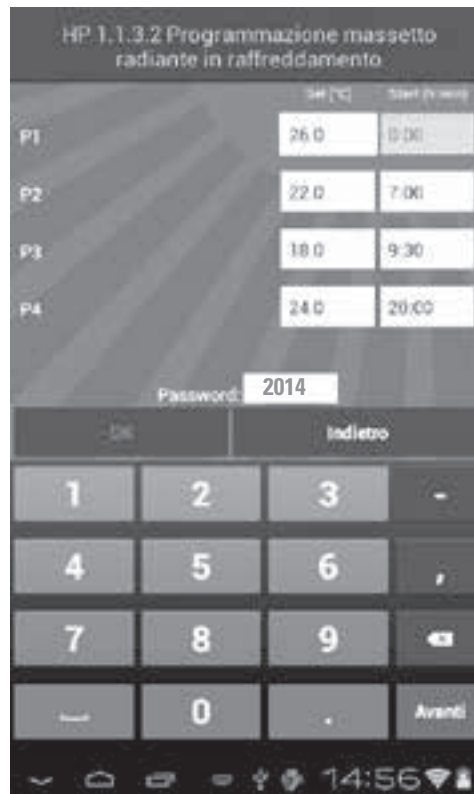 HP 1.1.3.2 Programmazione massetto
radiante in raffreddamento
Set [°C] Start (h:min)
P1 26.0 0:00
P2 22.0 7:00
P3 18.0 9:30
P4 24.0 20:00
Password: 2014
OK Indietro
1 2 3 -
4 5 6 ,
7 8 9
0 . Avanti
14:56